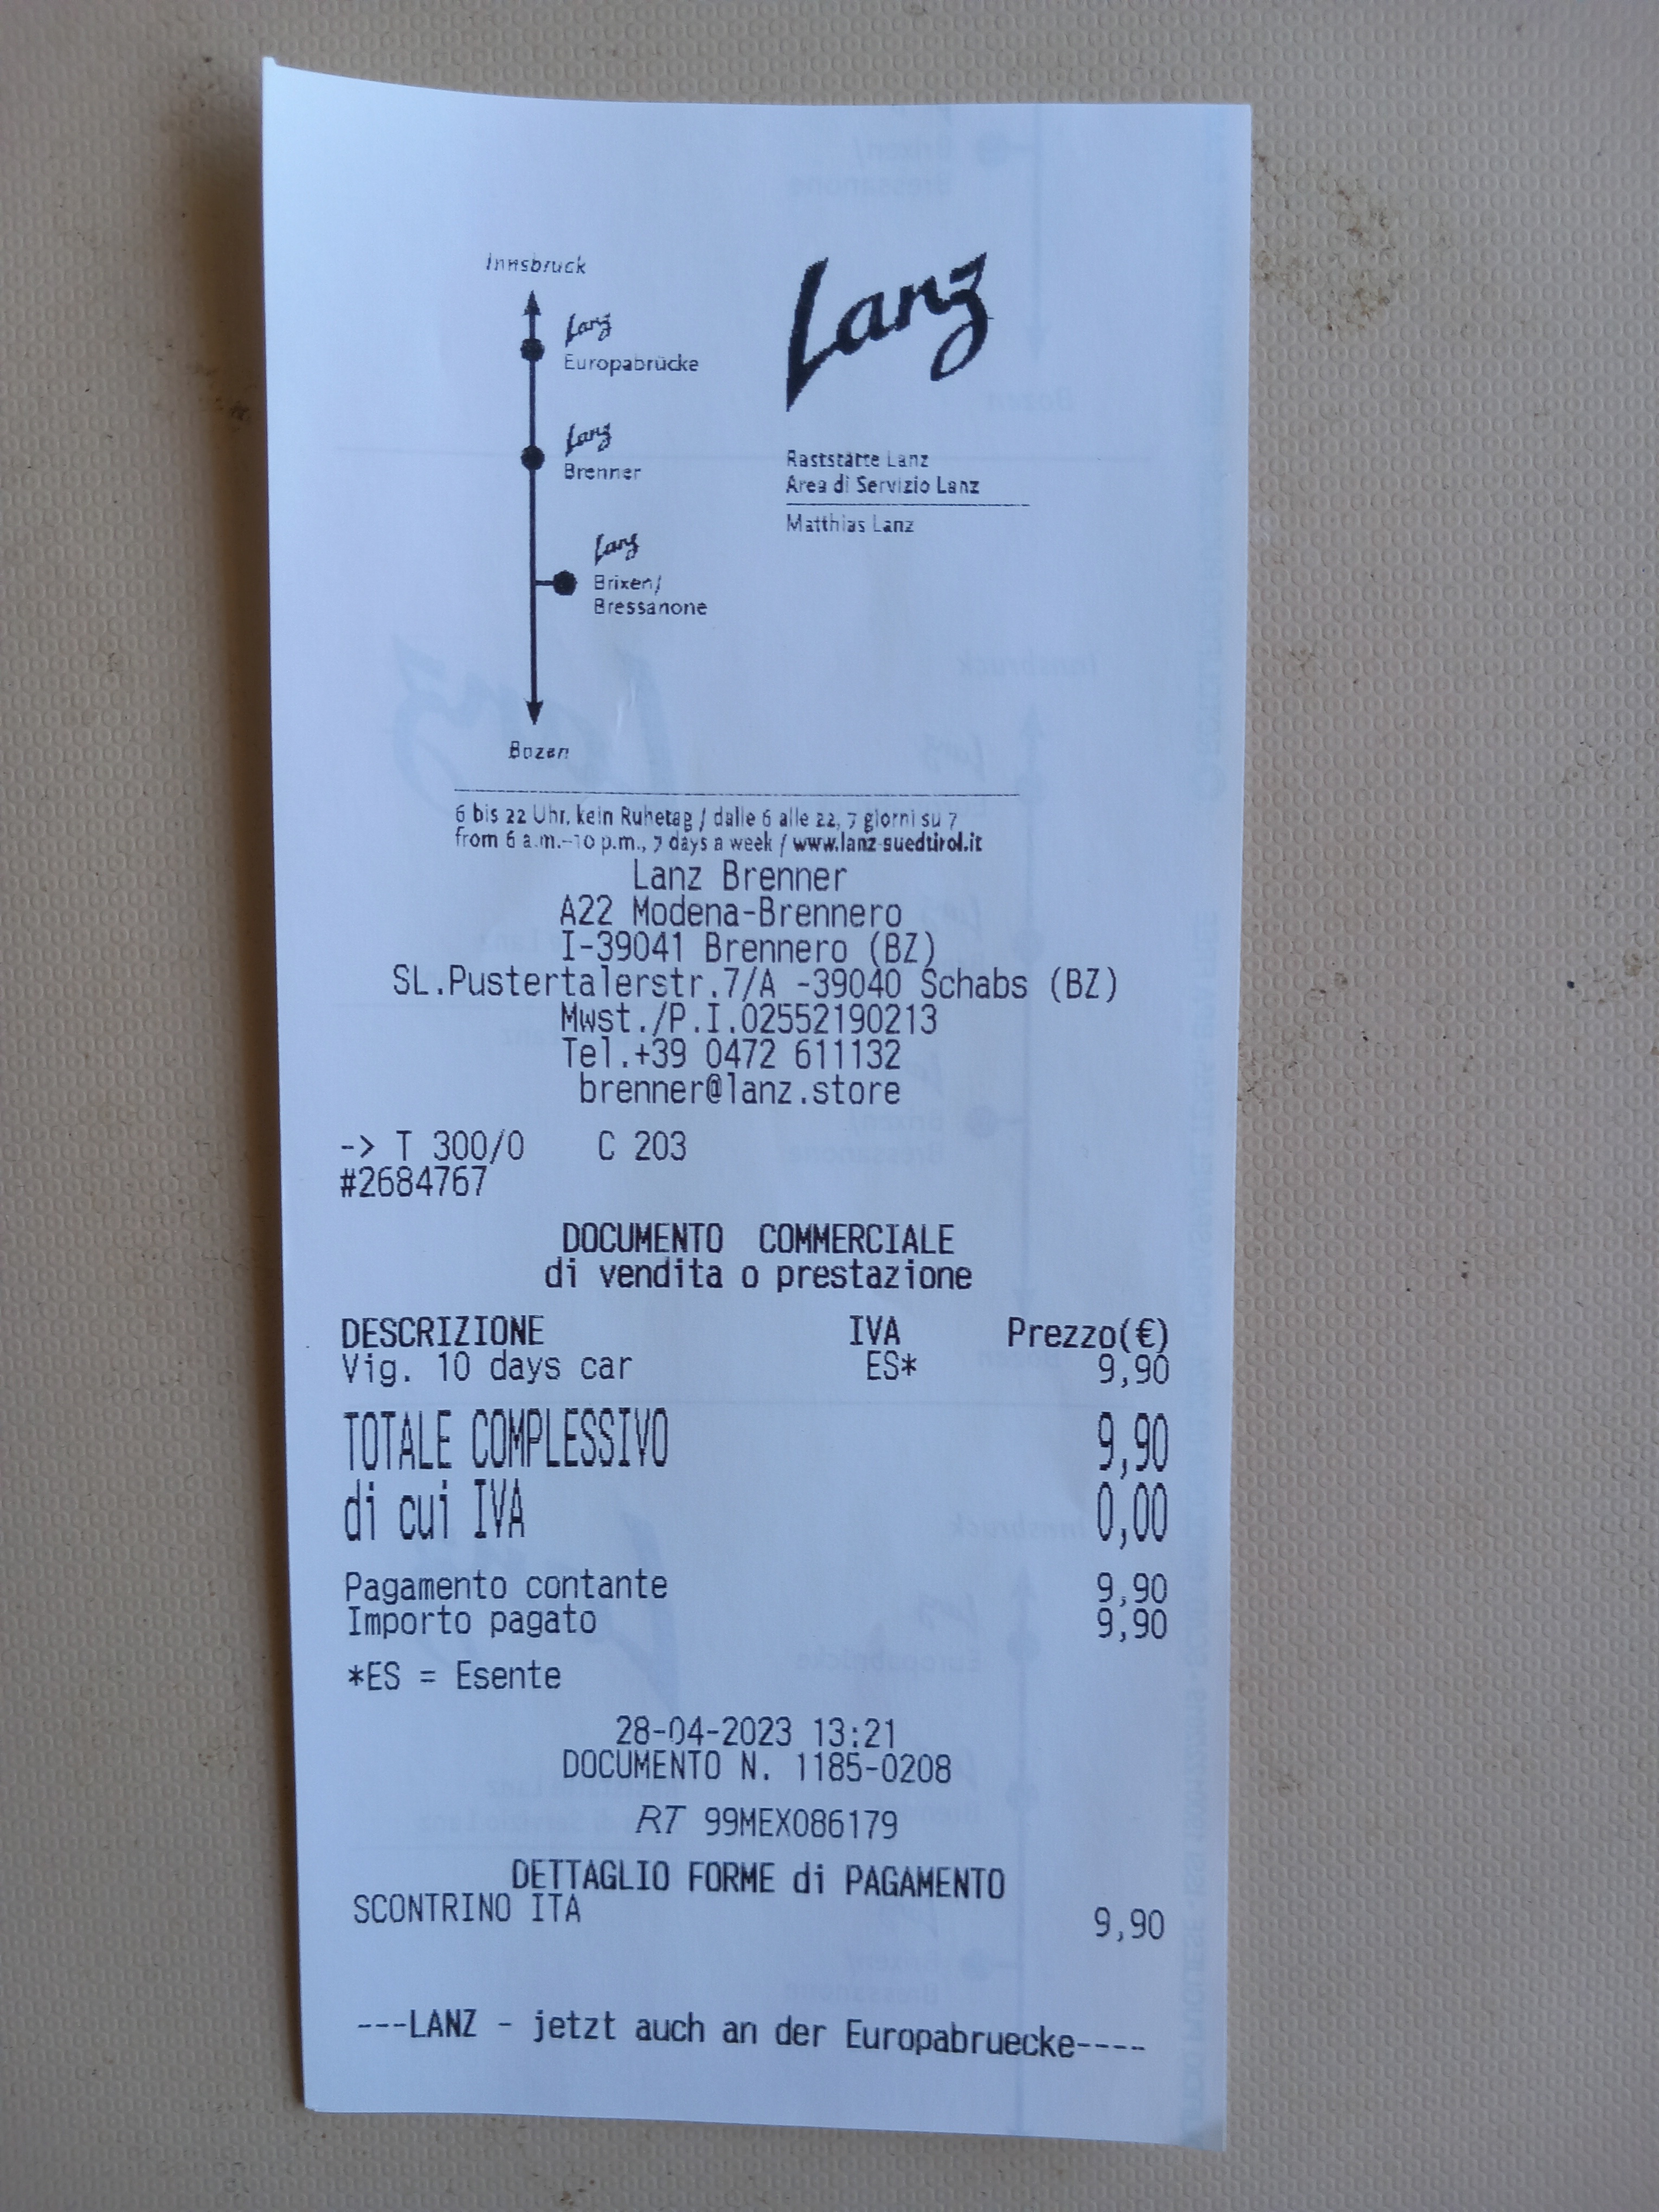 Innsbruck
Lanz
Europabrücke
Lanz
Brenner
Lanz
Brixen/
Bressanone
Bozen
Lanz
Raststätte Lanz
Area di Servizio Lanz
Matthias Lanz
6 bis 22 Uhr, kein Ruhetag / dalle 6 alle 22, 7 giorni su 7
from 6 a.m.-10 p.m., 7 days a week / www.lanz-suedtirol.it
Lanz Brenner
A22 Modena-Brennero
I-39041 Brennero (BZ)
SL.Pustertalerstr.7/A -39040 Schabs (BZ)
Mwst./P.I.02552190213
Tel.+39 0472 611132
brenner@lanz.store
-> T 300/0 C 203
#2684767
DOCUMENTO COMMERCIALE
di vendita o prestazione
DESCRIZIONE IVA Prezzo(€)
Vig. 10 days car ES* 9,90
TOTALE COMPLESSIVO 9,90
di cui IVA 0,00
Pagamento contante 9,90
Importo pagato 9,90
*ES = Esente
28-04-2023 13:21
DOCUMENTO N. 1185-0208
RT 99MEX086179
DETTAGLIO FORME di PAGAMENTO
SCONTRINO ITA 9,90
---LANZ - jetzt auch an der Europabruecke----